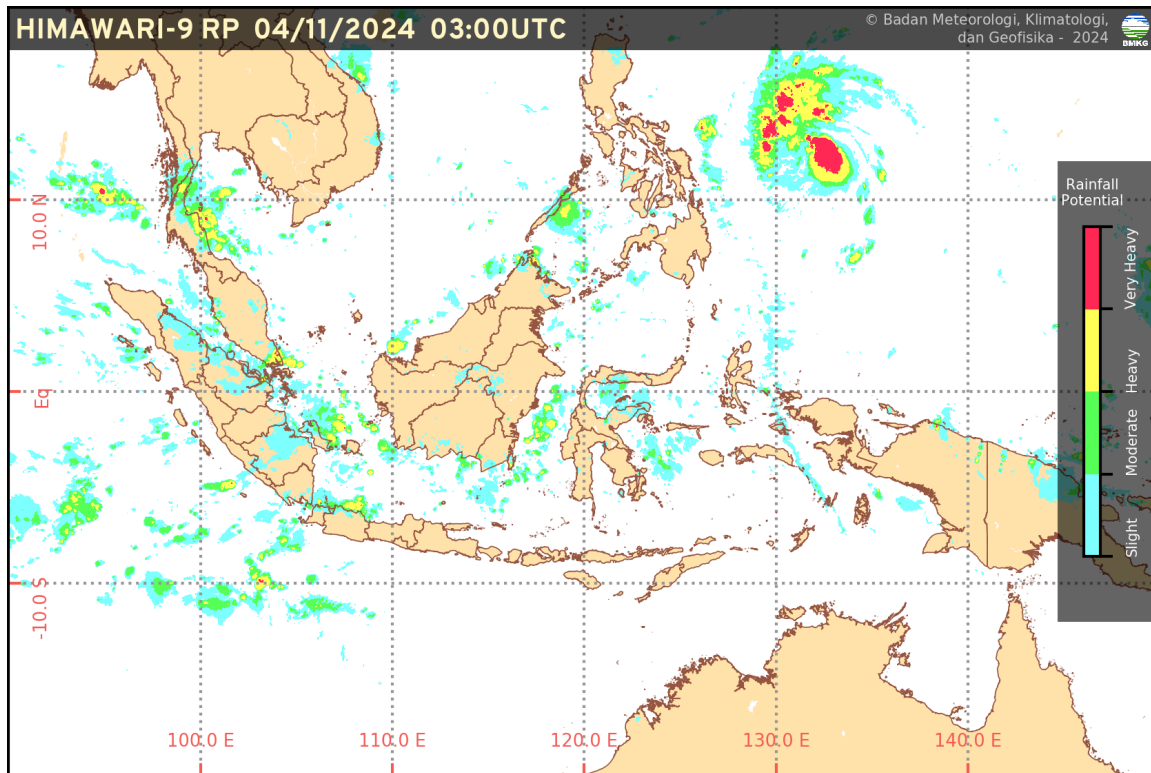 HIMAWARI-9 RP 04/11/2024 03:00UTC
© Badan Meteorologi, Klimatologi,
dan Geofisika - 2024
BMKG
Rainfall
Potential
Very Heavy
Heavy
Moderate
Slight
10.0 N
Eq
-10.0 S
100.0 E
110.0 E
120.0 E
130.0 E
140.0 E